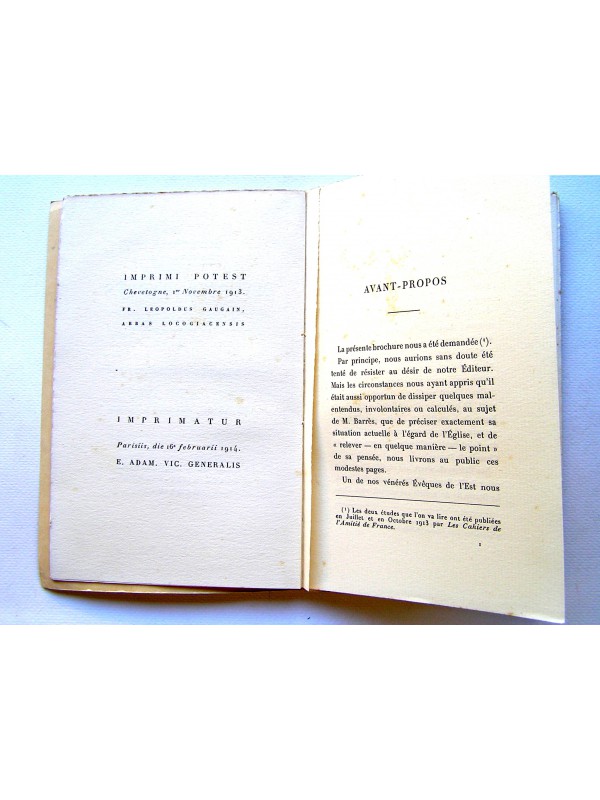 IMPRIMI POTEST
Chevetogne, 1er Novembre 1913.
FR. LEOPOLDUS GAUGAIN,
ABBAS LOCOGIACENSIS
IMPRIMATUR
Parisiis, die 16a februarii 1914.
E. ADAM. VIC. GENERALIS
AVANT-PROPOS
La présente brochure nous a été demandée (1).
Par principe, nous aurions sans doute été
tenté de résister au désir de notre Éditeur.
Mais les circonstances nous ayant appris qu'il
était aussi opportun de dissiper quelques mal-
entendus, involontaires ou calculés, au sujet
de M. Barrès, que de préciser exactement sa
situation actuelle à l'égard de l'Église, et de
« relever — en quelque manière — le point »
de sa pensée, nous livrons au public ces
modestes pages.
Un de nos vénérés Évêques de l'Est nous
(1) Les deux études que l'on va lire ont été publiées
en Juillet et en Octobre 1913 par Les Cahiers de
l'Amitié de France.
1